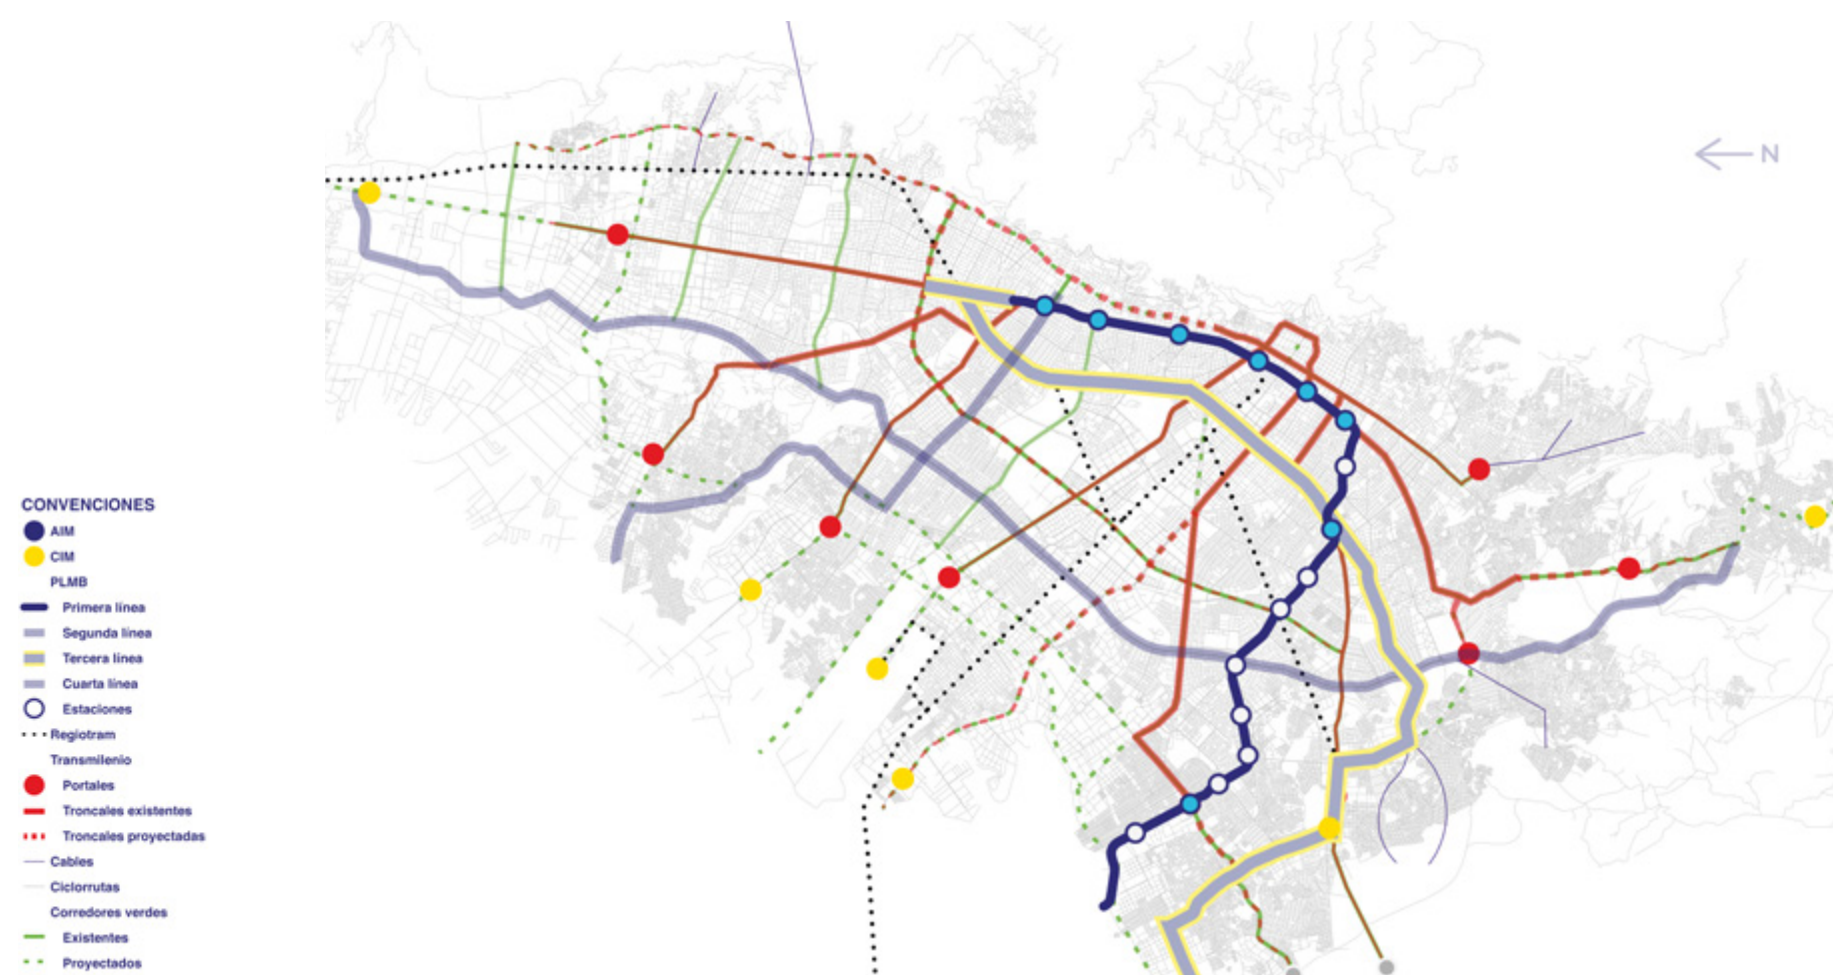 N
CONVENCIONES
AIM
CIM
PLMB
Primera línea
Segunda línea
Tercera línea
Cuarta línea
Estaciones
Regiotram
Transmilenio
Portales
Troncales existentes
Troncales proyectadas
Cables
Ciclorrutas
Corredores verdes
Existentes
Proyectados